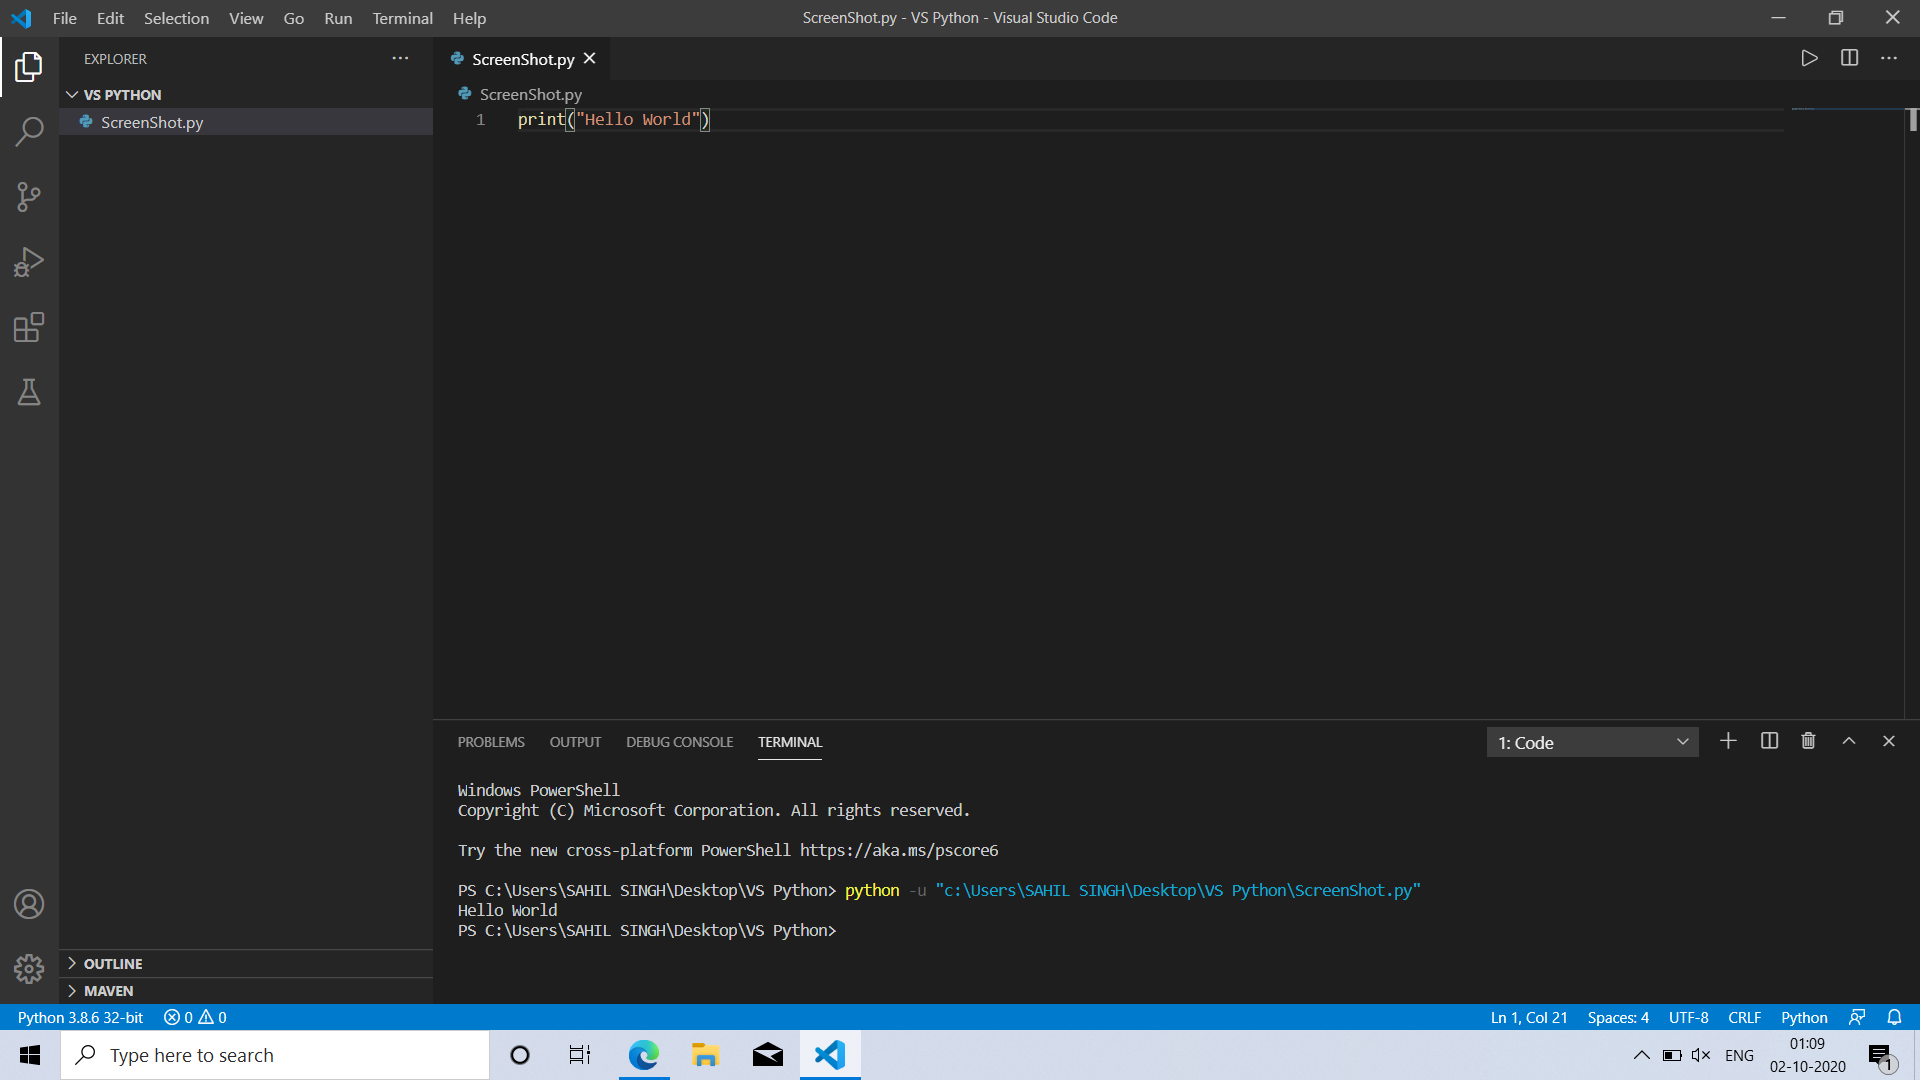 File Edit Selection View Go Run Terminal Help
ScreenShot.py - VS Python - Visual Studio Code
EXPLORER
VS PYTHON
ScreenShot.py
ScreenShot.py
ScreenShot.py
1 print("Hello World")
PROBLEMS OUTPUT DEBUG CONSOLE TERMINAL
1: Code
Windows PowerShell
Copyright (C) Microsoft Corporation. All rights reserved.
Try the new cross-platform PowerShell https://aka.ms/pscore6
PS C:\Users\SAHIL SINGH\Desktop\VS Python> python -u "c:\Users\SAHIL SINGH\Desktop\VS Python\ScreenShot.py"
Hello World
PS C:\Users\SAHIL SINGH\Desktop\VS Python>
OUTLINE
MAVEN
Python 3.8.6 32-bit 0 0
Ln 1, Col 21 Spaces: 4 UTF-8 CRLF Python
Type here to search
ENG
01:09
02-10-2020
1